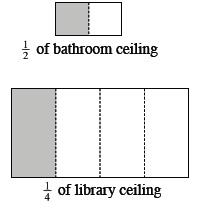 1/2 of bathroom ceiling
1/4 of library ceiling